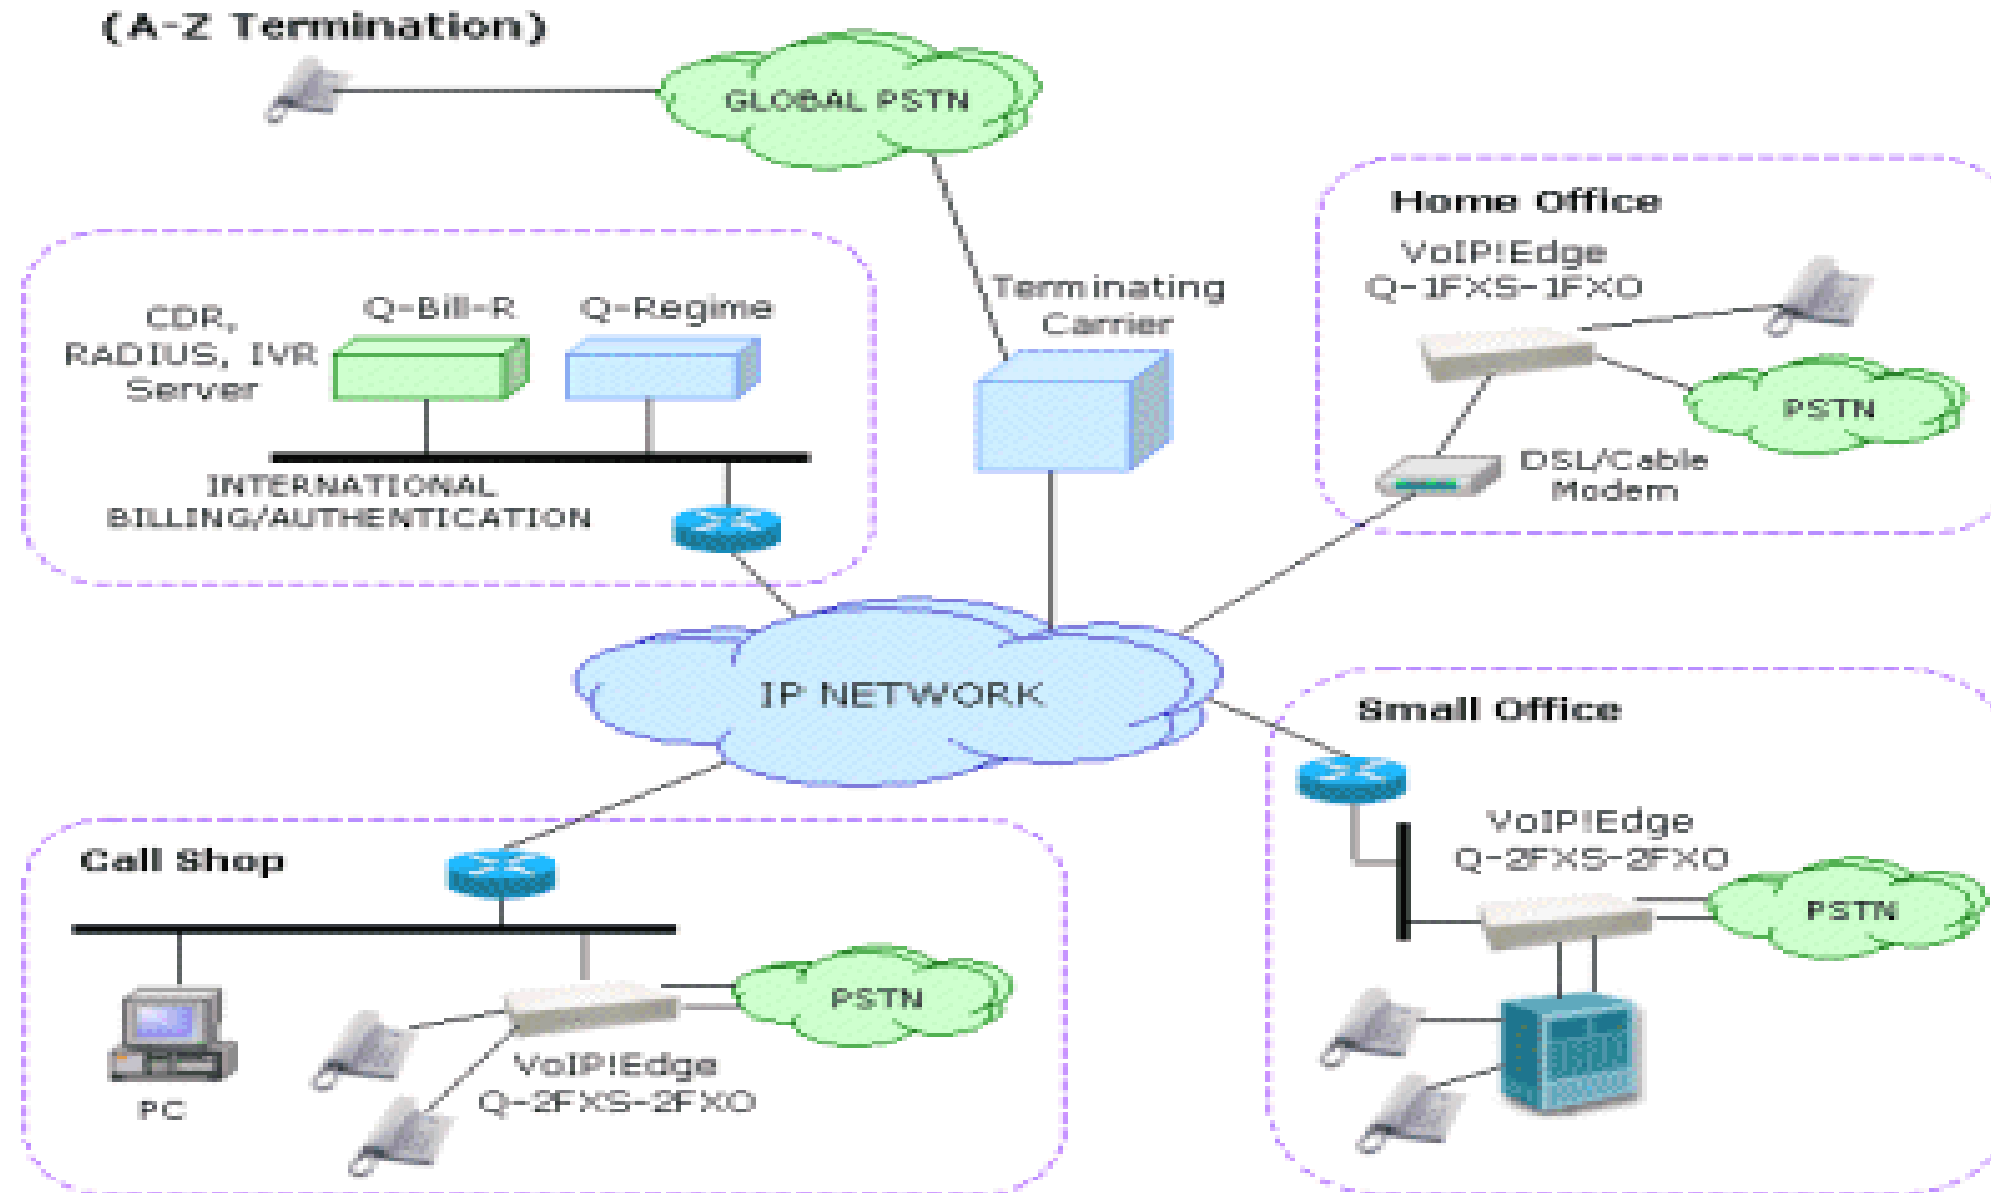 (A-Z Termination)
GLOBAL PSTN
Home Office
VoIP!Edge
Q-1FXS-1FXO
PSTN
DSL/Cable
Modem
Terminating
Carrier
CDR,
RADIUS, IVR
Server
Q-Bill-R
Q-Regime
INTERNATIONAL
BILLING/AUTHENTICATION
IP NETWORK
Small Office
VoIP!Edge
Q-2FXS-2FXO
PSTN
Call Shop
PSTN
VoIP!Edge
Q-2FXS-2FXO
PC